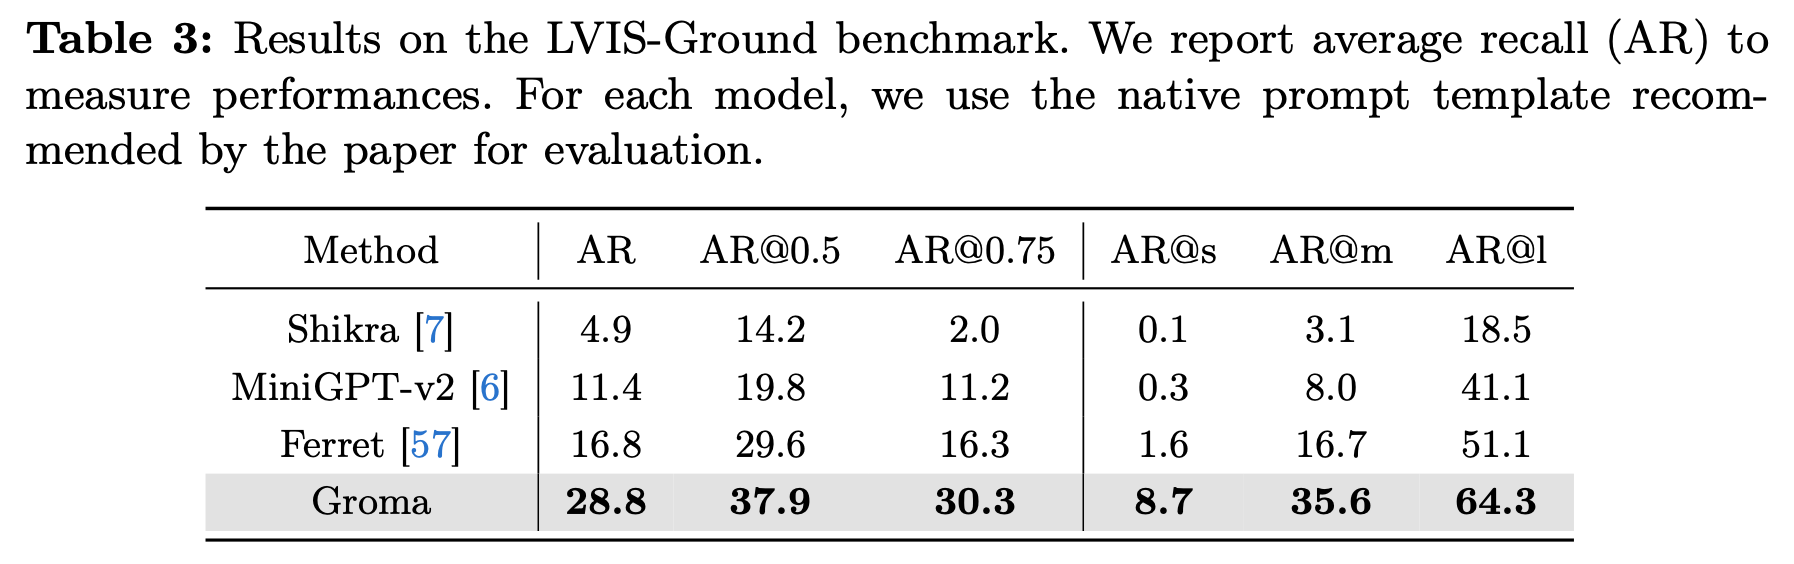 Table 3: Results on the LVIS-Ground benchmark. We report average recall (AR) to
measure performances. For each model, we use the native prompt template recom-
mended by the paper for evaluation.
Method AR AR@0.5 AR@0.75 AR@s AR@m AR@l
Shikra [7] 4.9 14.2 2.0 0.1 3.1 18.5
MiniGPT-v2 [6] 11.4 19.8 11.2 0.3 8.0 41.1
Ferret [57] 16.8 29.6 16.3 1.6 16.7 51.1
Groma 28.8 37.9 30.3 8.7 35.6 64.3